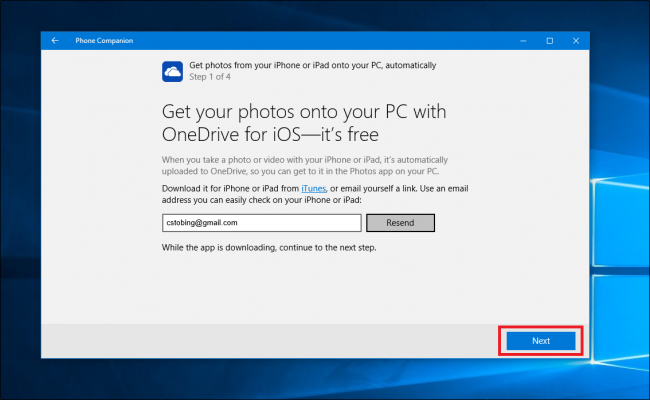 Phone Companion
Get photos from your iPhone or iPad onto your PC, automatically
Step 1 of 4
Get your photos onto your PC with
OneDrive for iOS—it's free
When you take a photo or video with your iPhone or iPad, it's automatically
uploaded to OneDrive, so you can get to it in the Photos app on your PC.
Download it for iPhone or iPad from iTunes, or email yourself a link. Use an email
address you can easily check on your iPhone or iPad:
cstobing@gmail.com
Resend
While the app is downloading, continue to the next step.
Next